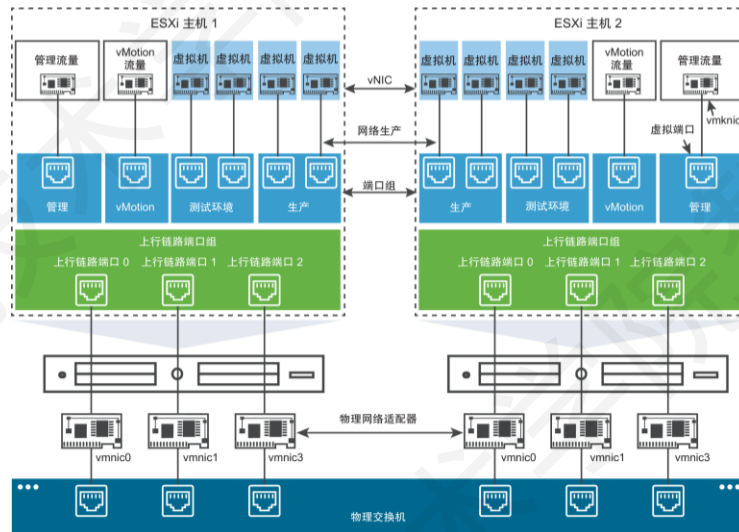 ESXi 主机 1
ESXi 主机 2
管理流量
vMotion
流量
虚拟机
虚拟机
虚拟机
虚拟机
vNIC
虚拟机
虚拟机
虚拟机
虚拟机
vMotion
流量
管理流量
vmknic
网络生产
虚拟端口
管理
vMotion
测试环境
生产
端口组
生产
测试环境
vMotion
管理
上行链路端口组
上行链路端口 0
上行链路端口 1
上行链路端口 2
上行链路端口组
上行链路端口 0
上行链路端口 1
上行链路端口 2
物理网络适配器
vmnic0
vmnic1
vmnic3
vmnic0
vmnic1
vmnic3
物理交换机